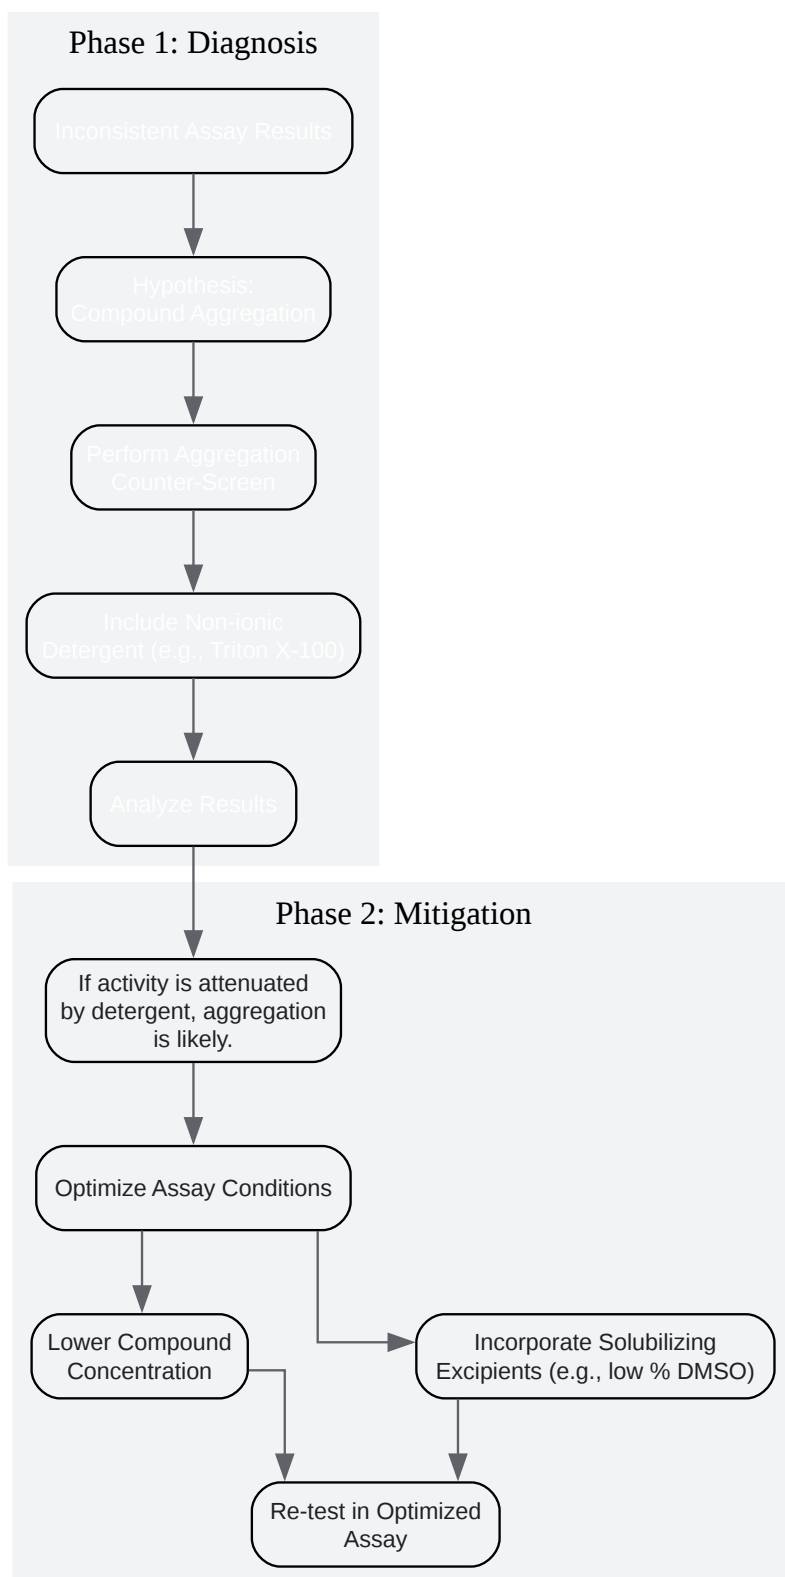 Phase 1: Diagnosis
Inconsistent Assay Results
Hypothesis:
Compound Aggregation
Perform Aggregation
Counter-Screen
Include Non-ionic
Detergent (e.g., Triton X-100)
Analyze Results
Phase 2: Mitigation
If activity is attenuated
by detergent, aggregation
is likely.
Optimize Assay Conditions
Lower Compound
Concentration
Incorporate Solubilizing
Excipients (e.g., low % DMSO)
Re-test in Optimized
Assay